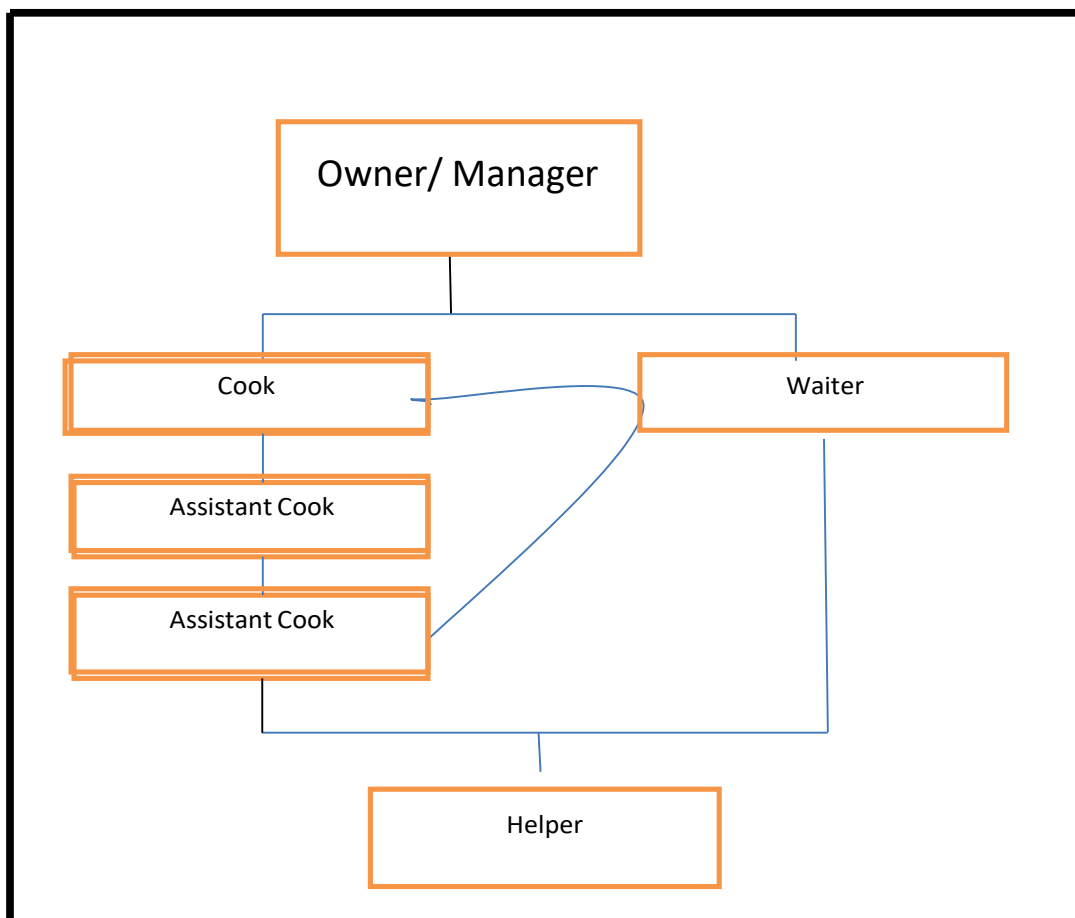 Owner/ Manager
Cook
Waiter
Assistant Cook
Assistant Cook
Helper